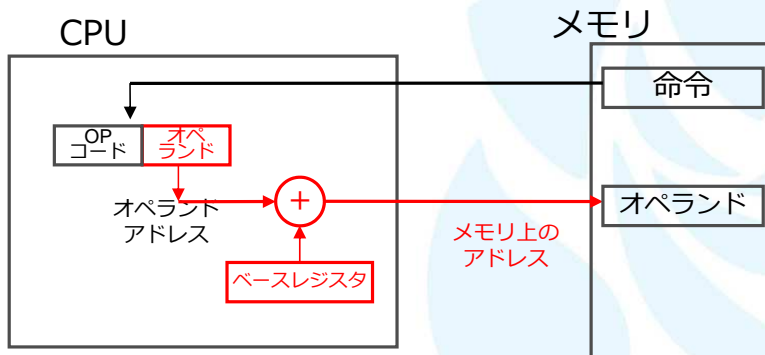 CPU
メモリ
命令
OP
コード
オペ
ランド
オペランド
アドレス
+
オペランド
メモリ上の
アドレス
ベースレジスタ